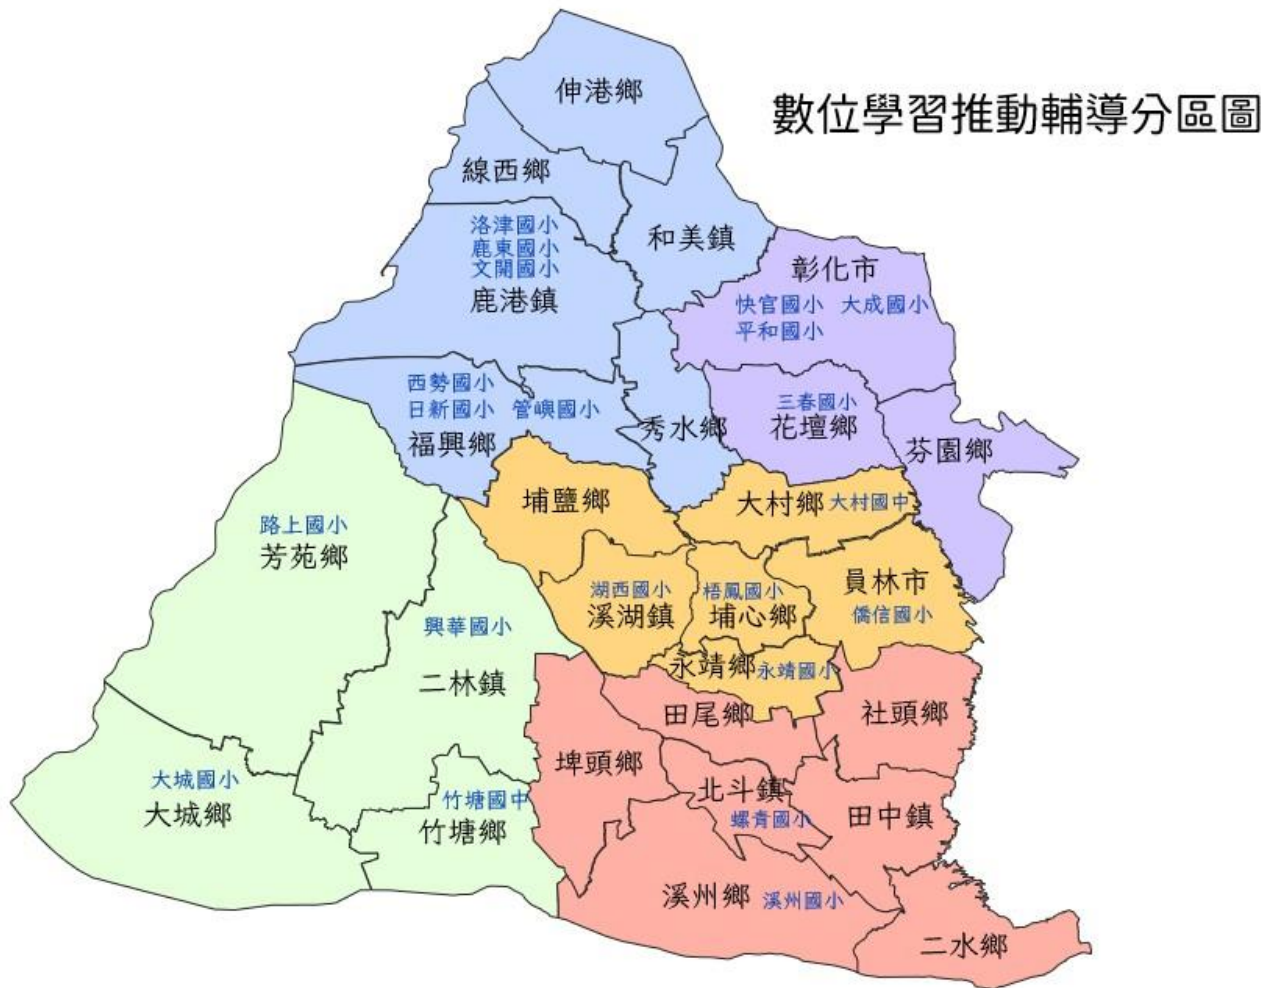 伸港鄉
數位學習推動輔導分區圖
線西鄉
洛津國小
鹿東國小
文開國小
鹿港鎮
和美鎮
彰化市
快官國小 大成國小
平和國小
西勢國小
日新國小 管嶼國小
福興鄉
秀水鄉
三春國小
花壇鄉
芬園鄉
埔鹽鄉
大村鄉 大村國中
路上國小
芳苑鄉
湖西國小
溪湖鎮
梧鳳國小
埔心鄉
員林市
僑信國小
興華國小
二林鎮
永靖鄉 永靖國小
田尾鄉
社頭鄉
埤頭鄉
大城國小
大城鄉
竹塘國中
竹塘鄉
北斗鎮
螺青國小
田中鎮
溪州鄉 溪州國小
二水鄉